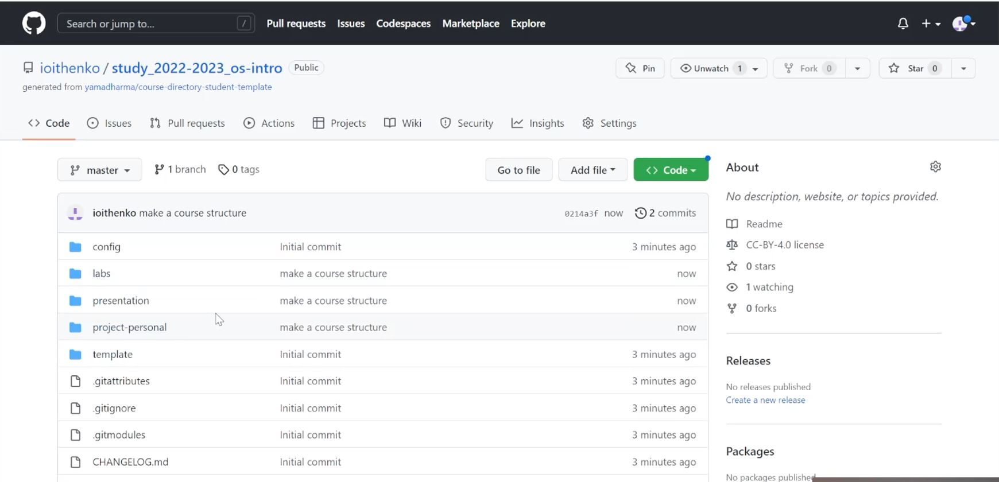 Search or jump to... /
Pull requests Issues Codespaces Marketplace Explore
ioithenko / study_2022-2023_os-intro Public
Pin Unwatch 1 Fork 0 Star 0
generated from yamadharma/course-directory-student-template
Code Issues Pull requests Actions Projects Wiki Security Insights Settings
master 1 branch 0 tags Go to file Add file Code
ioithenko make a course structure 0214a3f now 2 commits
config Initial commit 3 minutes ago
labs make a course structure now
presentation make a course structure now
project-personal make a course structure now
template Initial commit 3 minutes ago
.gitattributes Initial commit 3 minutes ago
.gitignore Initial commit 3 minutes ago
.gitmodules Initial commit 3 minutes ago
CHANGELOG.md Initial commit 3 minutes ago
About
No description, website, or topics provided.
Readme
CC-BY-4.0 license
0 stars
1 watching
0 forks
Releases
No releases published
Create a new release
Packages
No packages published